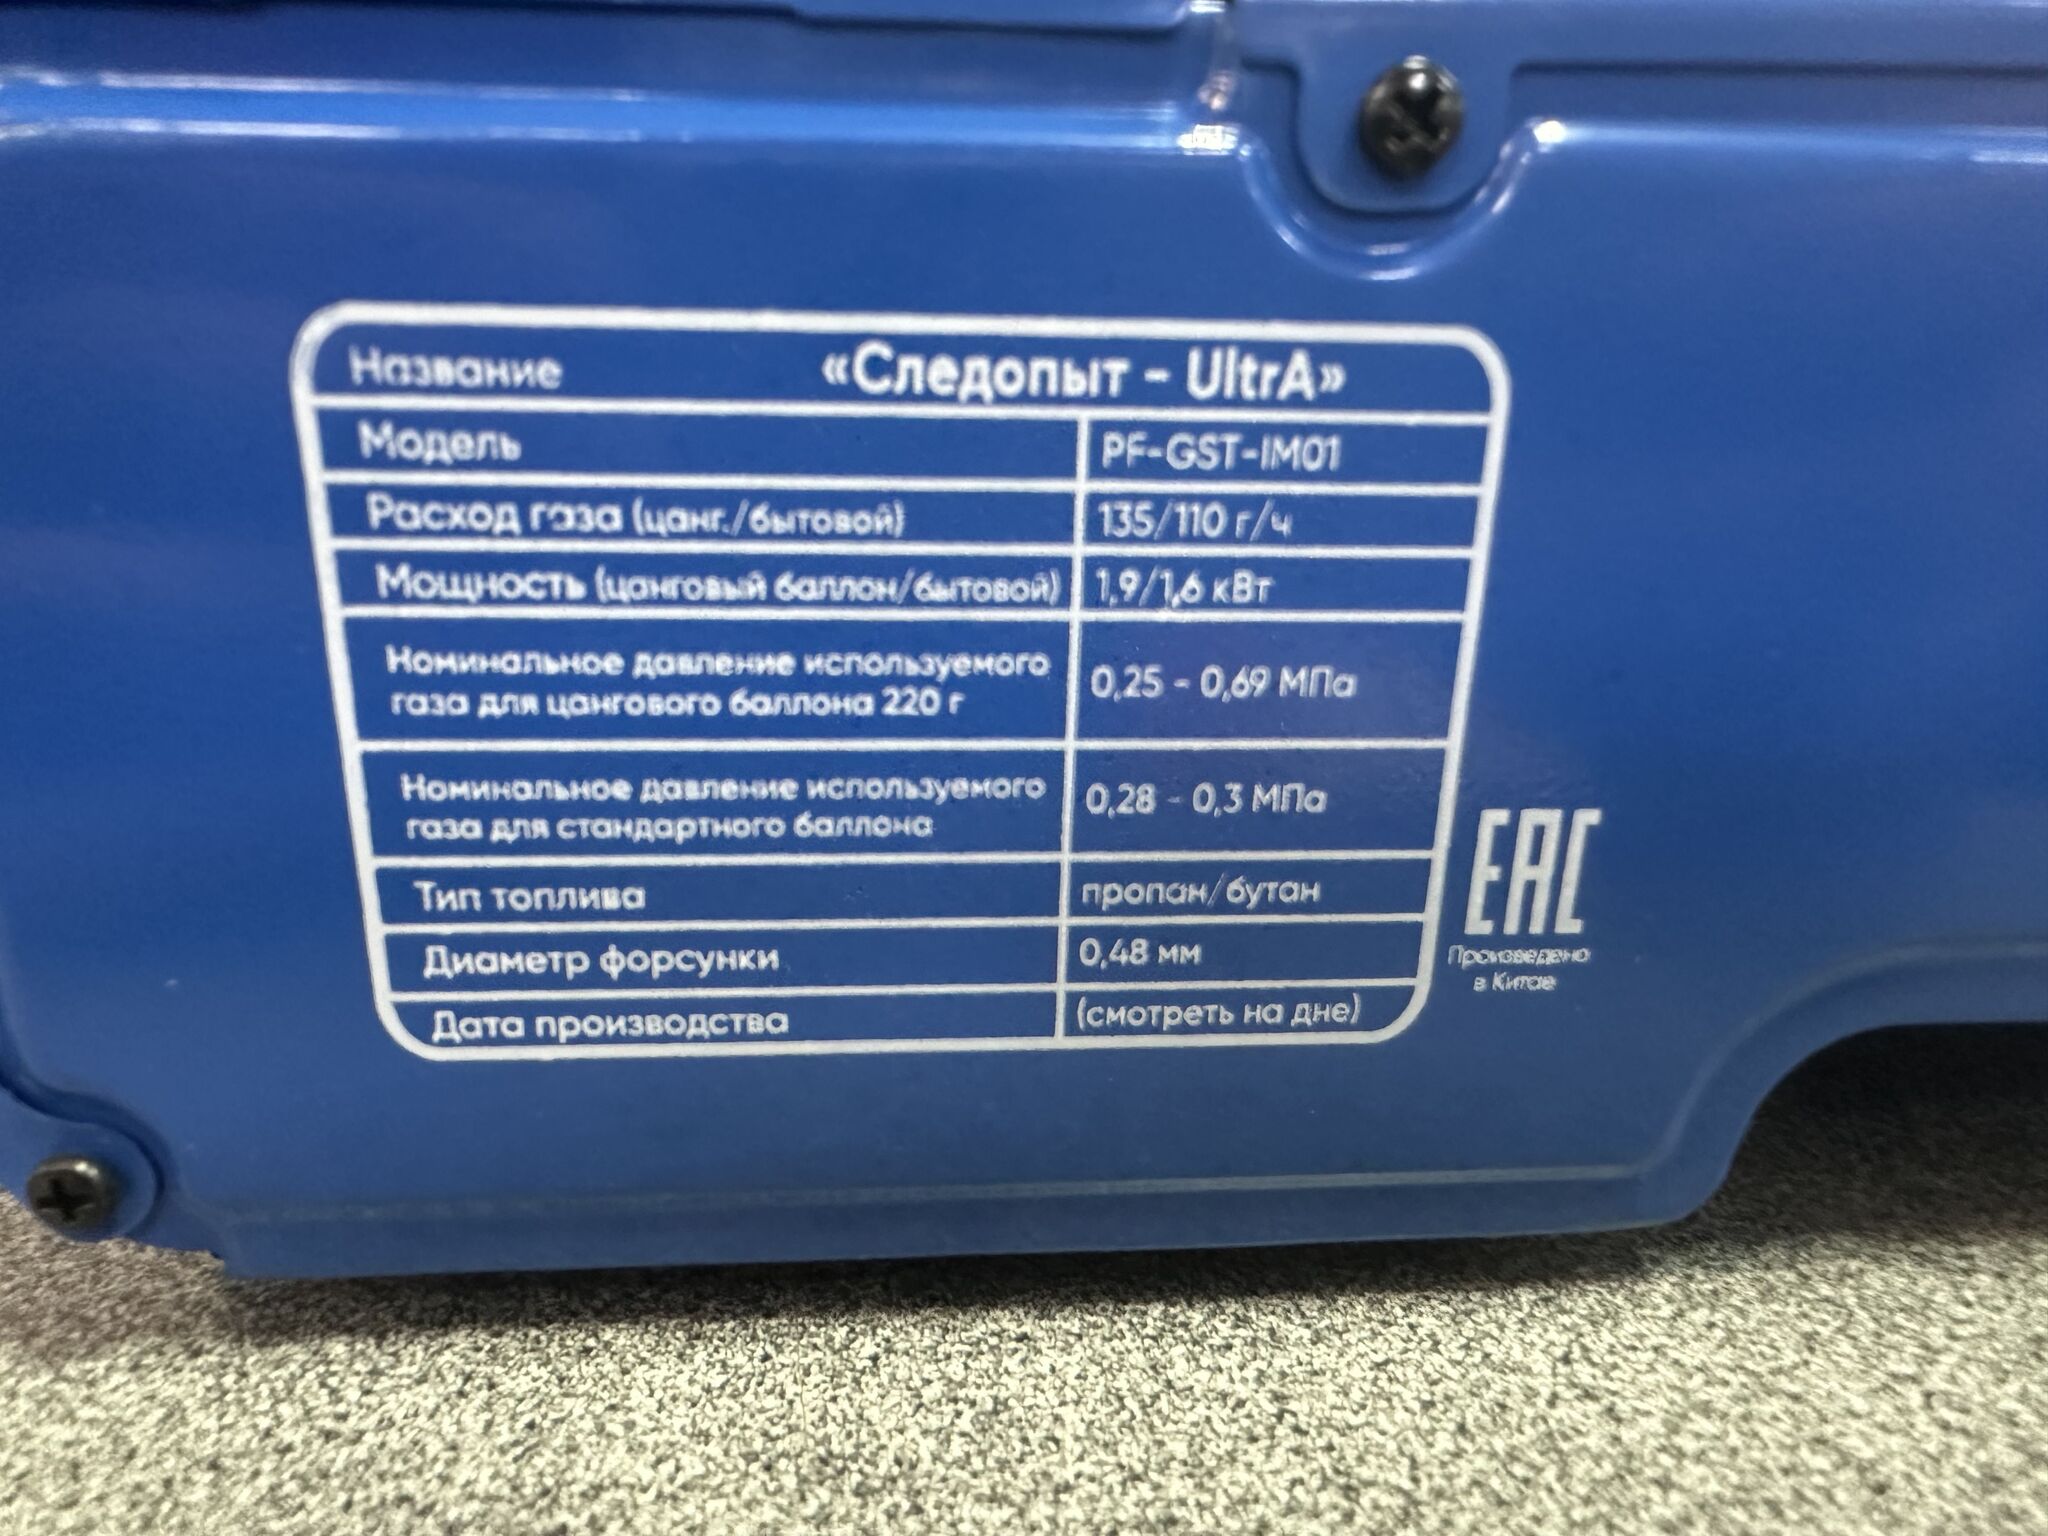 Название «Следопыт - UltrA»
Модель PF-GST-IM01
Расход газа (цанг./бытовой) 135/110 г/ч
Мощность (цанговый баллон/бытовой) 1,9/1,6 кВт
Номинальное давление используемого
газа для цангового баллона 220 г 0,25 - 0,69 МПа
Номинальное давление используемого
газа для стандартного баллона 0,28 - 0,3 МПа
Тип топлива пропан/бутан
Диаметр форсунки 0,48 мм
Дата производства (смотреть на дне)
EAC
Произведено
в Китае